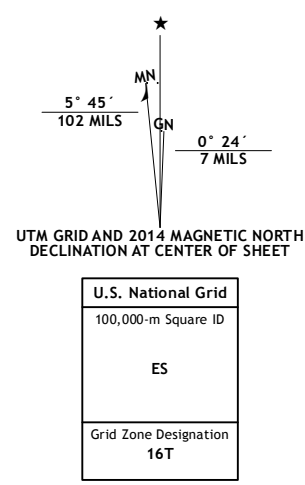 ★
MN
5° 45´
102 MILS
GN
0° 24´
7 MILS
UTM GRID AND 2014 MAGNETIC NORTH
DECLINATION AT CENTER OF SHEET
U.S. National Grid
100,000-m Square ID
ES
Grid Zone Designation
16T